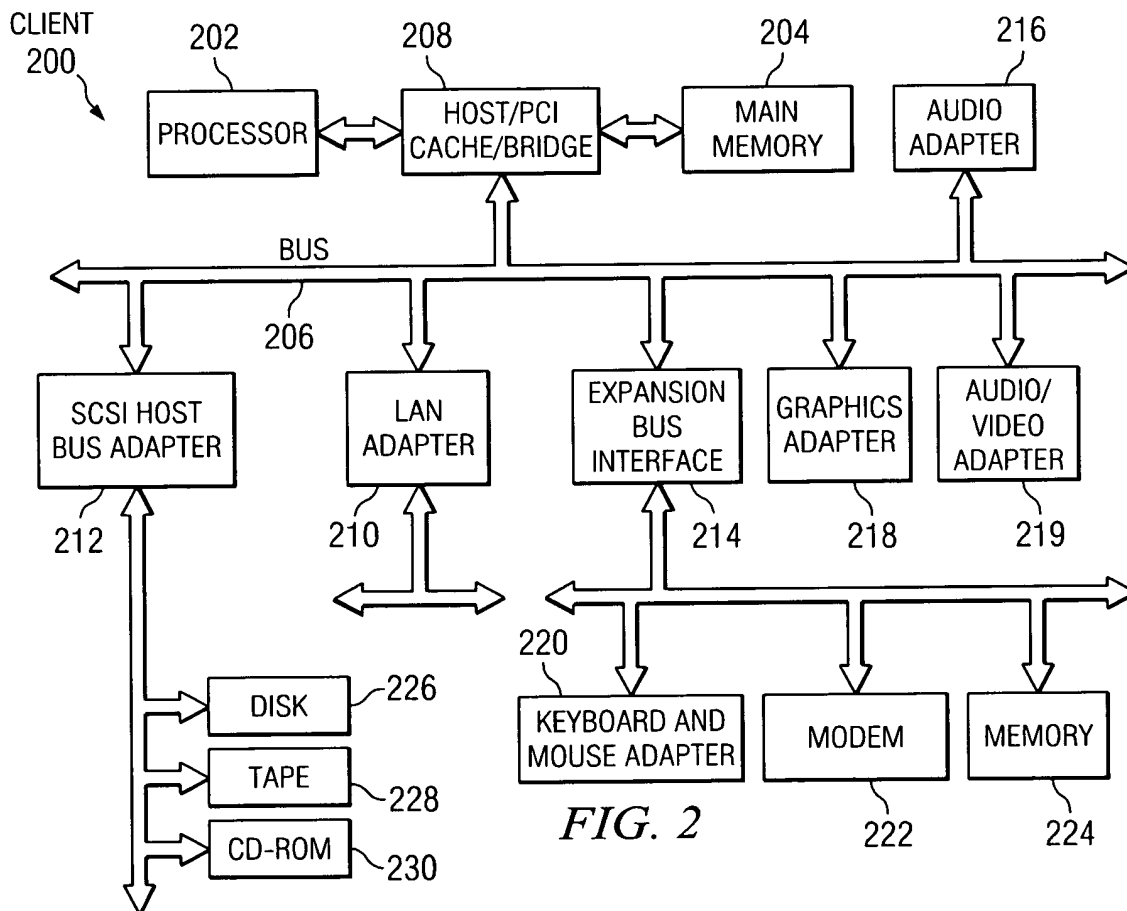 CLIENT
200
202
208
204
216
PROCESSOR
HOST/PCI
CACHE/BRIDGE
MAIN
MEMORY
AUDIO
ADAPTER
BUS
206
SCSI HOST
BUS ADAPTER
LAN
ADAPTER
EXPANSION
BUS
INTERFACE
GRAPHICS
ADAPTER
AUDIO/
VIDEO
ADAPTER
212
210
214
218
219
220
DISK
226
TAPE
228
CD-ROM
230
KEYBOARD AND
MOUSE ADAPTER
MODEM
MEMORY
222
224
FIG. 2